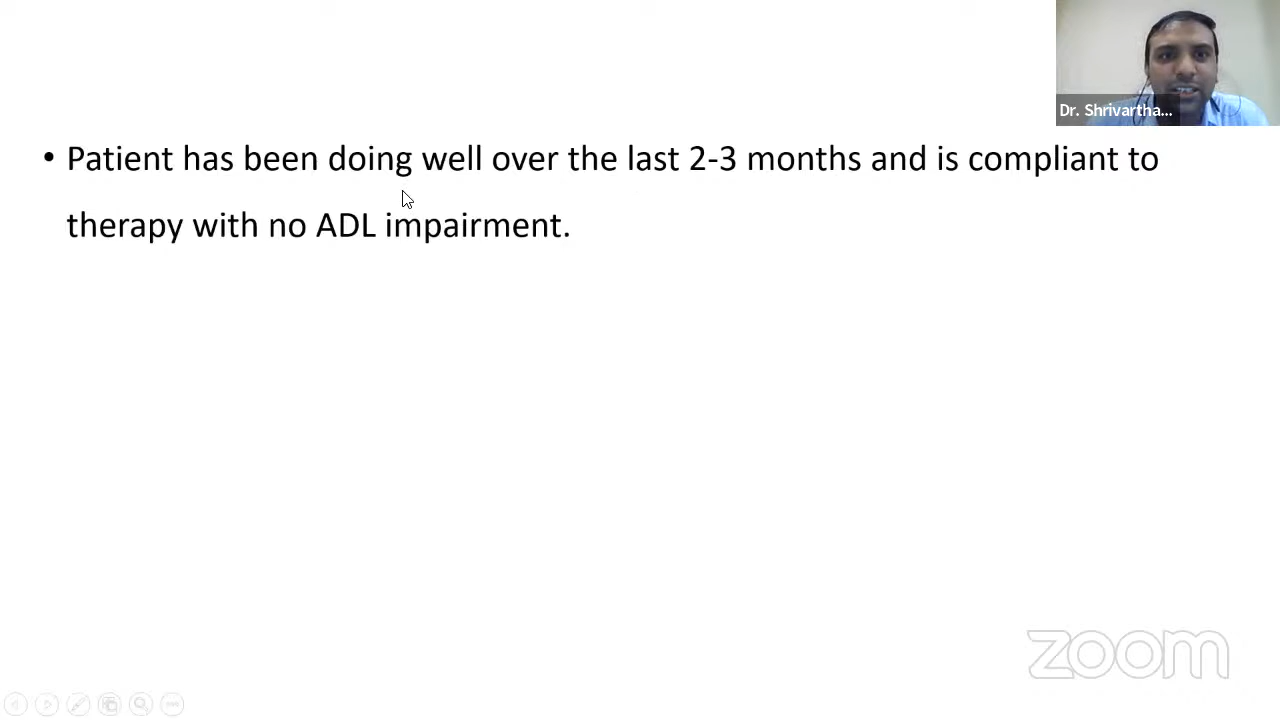 Dr. Shrivartha...
• Patient has been doing well over the last 2-3 months and is compliant to
therapy with no ADL impairment.
zoom